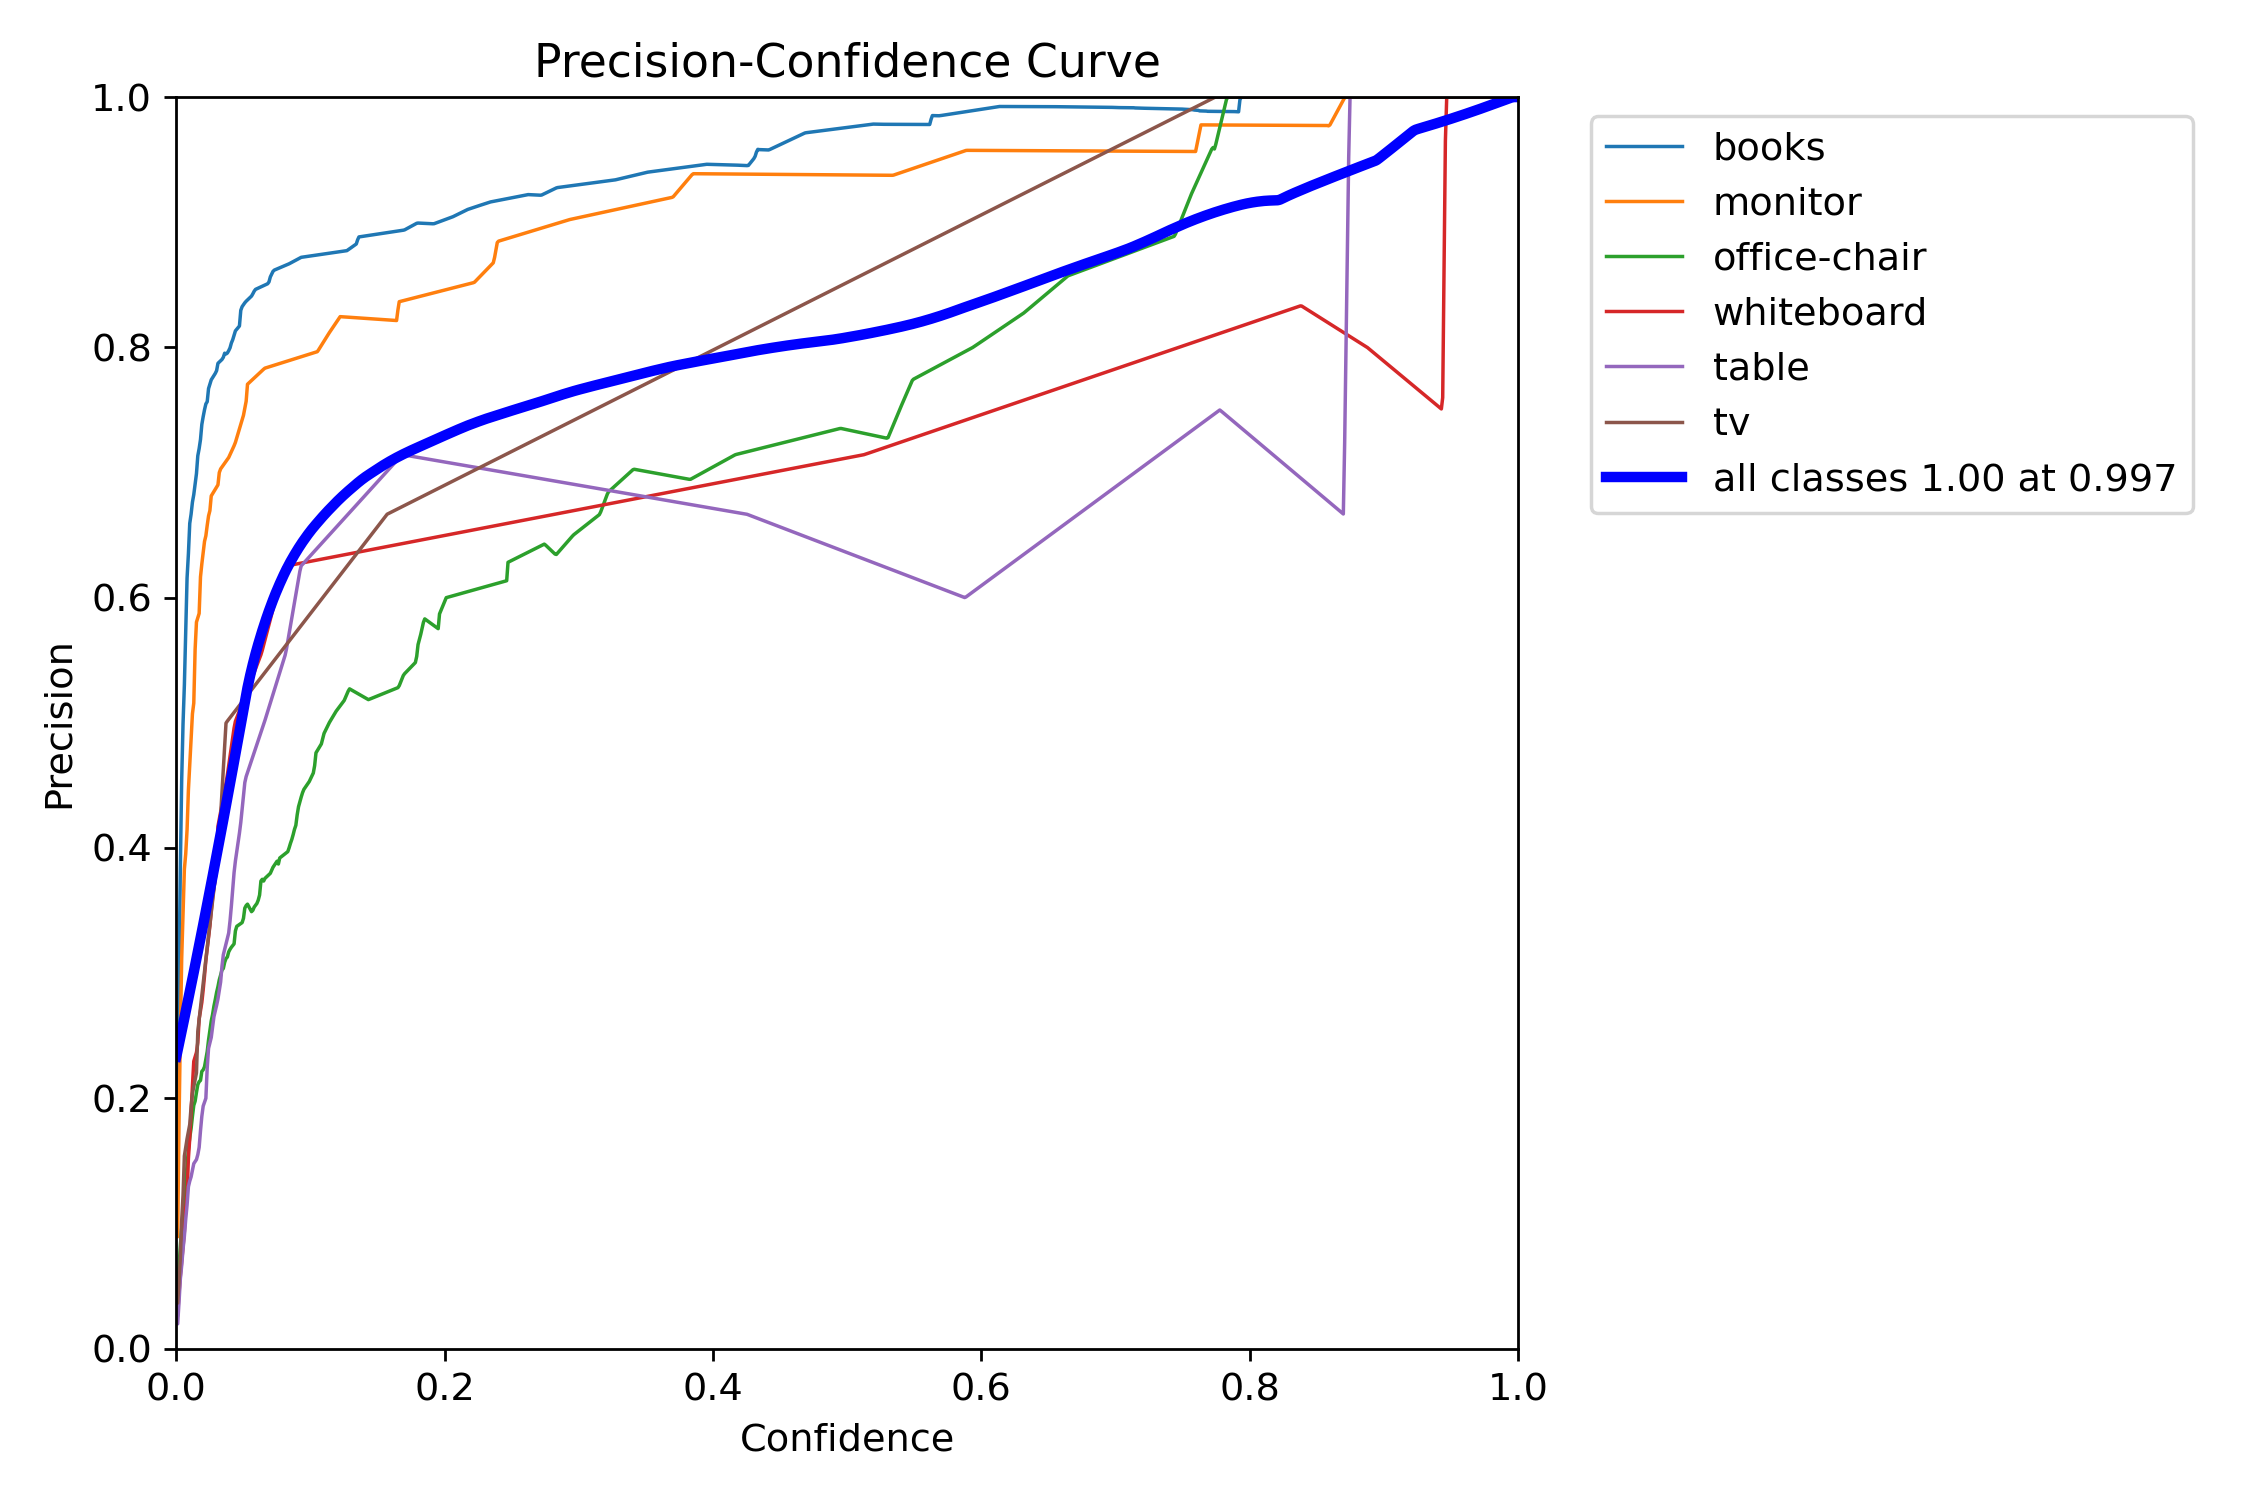 Precision-Confidence Curve
1.0
0.8
0.6
0.4
0.2
0.0
Precision
0.0 0.2 0.4 0.6 0.8 1.0
Confidence
books
monitor
office-chair
whiteboard
table
tv
all classes 1.00 at 0.997